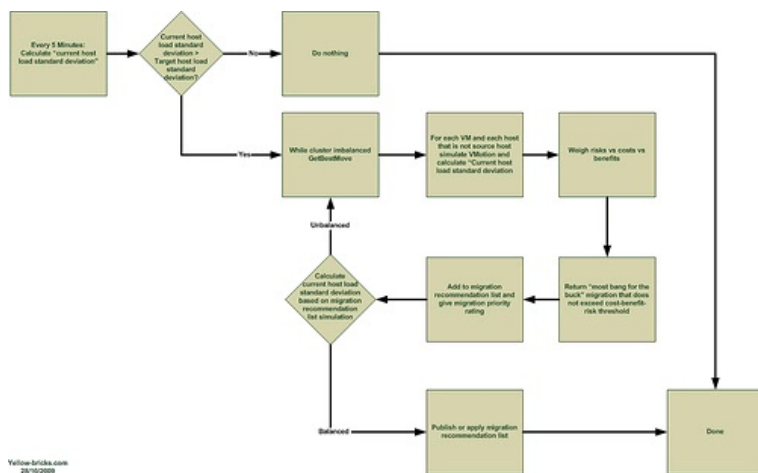 Every 5 Minutes:
Calculate "current host
load standard deviation"
Current host
load standard
deviation >
Target host load
standard
deviation?
No
Do nothing
Yes
While cluster imbalanced
GetBestMove
For each VM and each host
that is not source host
simulate VMotion and
calculate "Current host
load standard deviation
Weigh risks vs costs vs
benefits
Return "most bang for the
buck" migration that does
not exceed cost-benefit-
risk threshold
Add to migration
recommendation list and
give migration priority
rating
Calculate
current host load
standard deviation
based on migration
recommendation
list simulation
Unbalanced
Balanced
Publish or apply migration
recommendation list
Done
Yellow-bricks.com